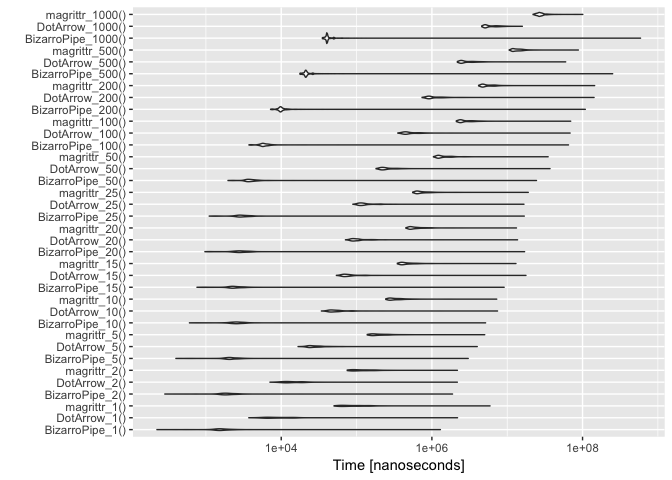 magrittr_1000()
DotArrow_1000()
BizarroPipe_1000()
magrittr_500()
DotArrow_500()
BizarroPipe_500()
magrittr_200()
DotArrow_200()
BizarroPipe_200()
magrittr_100()
DotArrow_100()
BizarroPipe_100()
magrittr_50()
DotArrow_50()
BizarroPipe_50()
magrittr_25()
DotArrow_25()
BizarroPipe_25()
magrittr_20()
DotArrow_20()
BizarroPipe_20()
magrittr_15()
DotArrow_15()
BizarroPipe_15()
magrittr_10()
DotArrow_10()
BizarroPipe_10()
magrittr_5()
DotArrow_5()
BizarroPipe_5()
magrittr_2()
DotArrow_2()
BizarroPipe_2()
magrittr_1()
DotArrow_1()
BizarroPipe_1()
1e+04 1e+06 1e+08
Time [nanoseconds]